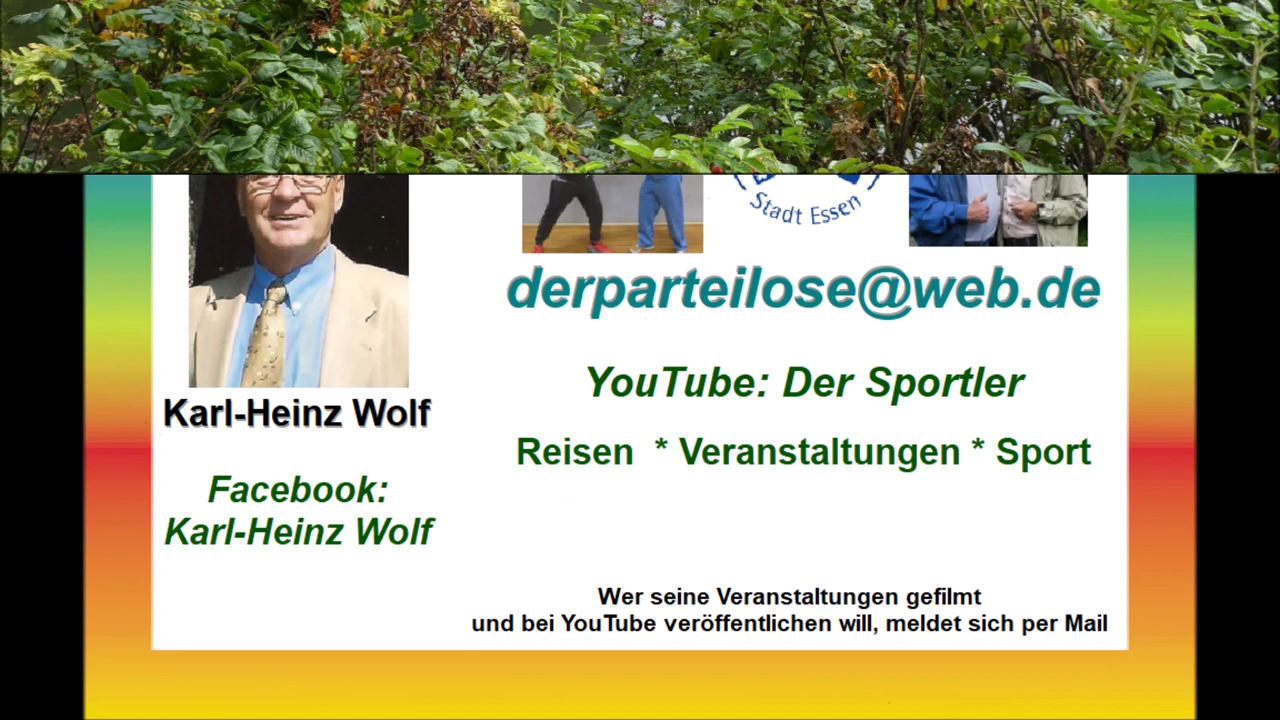 Stadt Essen
derparteilose@web.de
YouTube: Der Sportler
Reisen * Veranstaltungen * Sport
Karl-Heinz Wolf
Facebook:
Karl-Heinz Wolf
Wer seine Veranstaltungen gefilmt
und bei YouTube veröffentlichen will, meldet sich per Mail